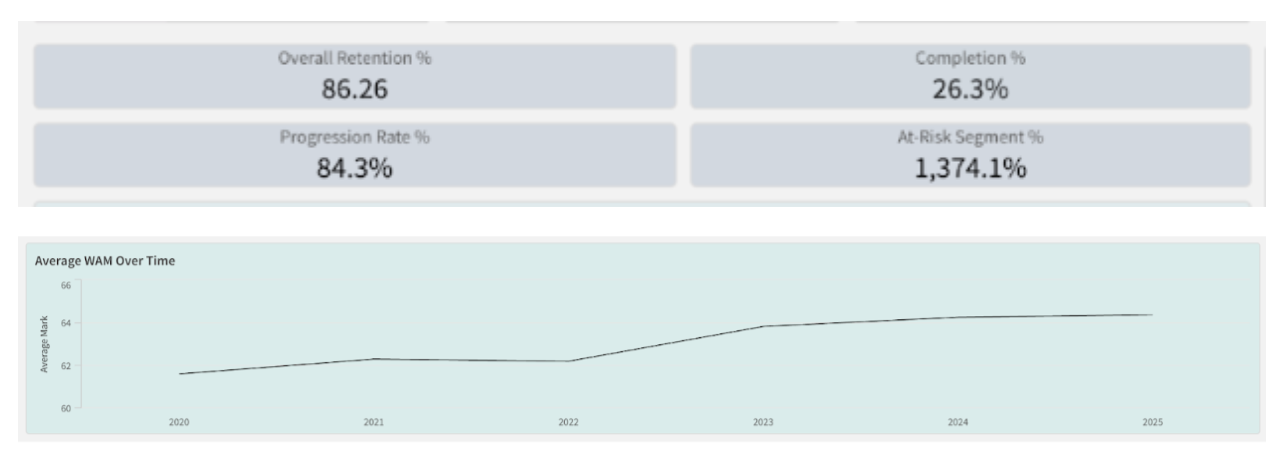 Overall Retention %
86.26
Completion %
26.3%
Progression Rate %
84.3%
At-Risk Segment %
1,374.1%
Average WAM Over Time
Average Mark
66
64
62
60
2020 2021 2022 2023 2024 2025